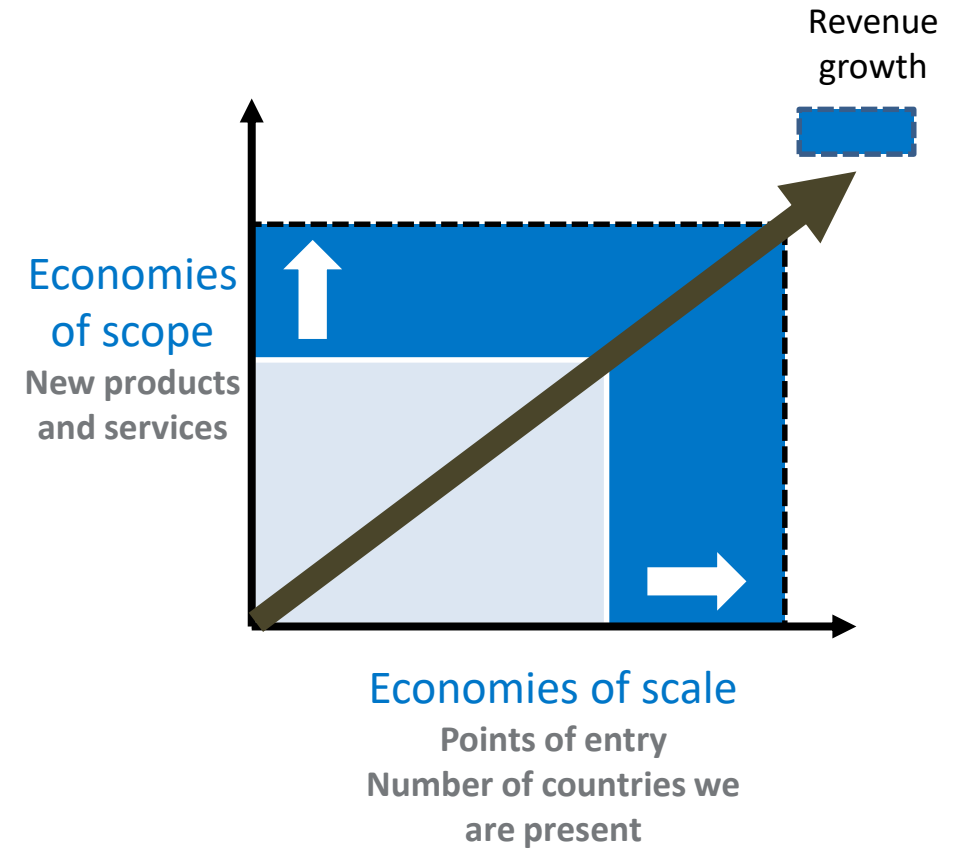 Revenue
growth
Economies
of scope
New products
and services
Economies of scale
Points of entry
Number of countries we
are present